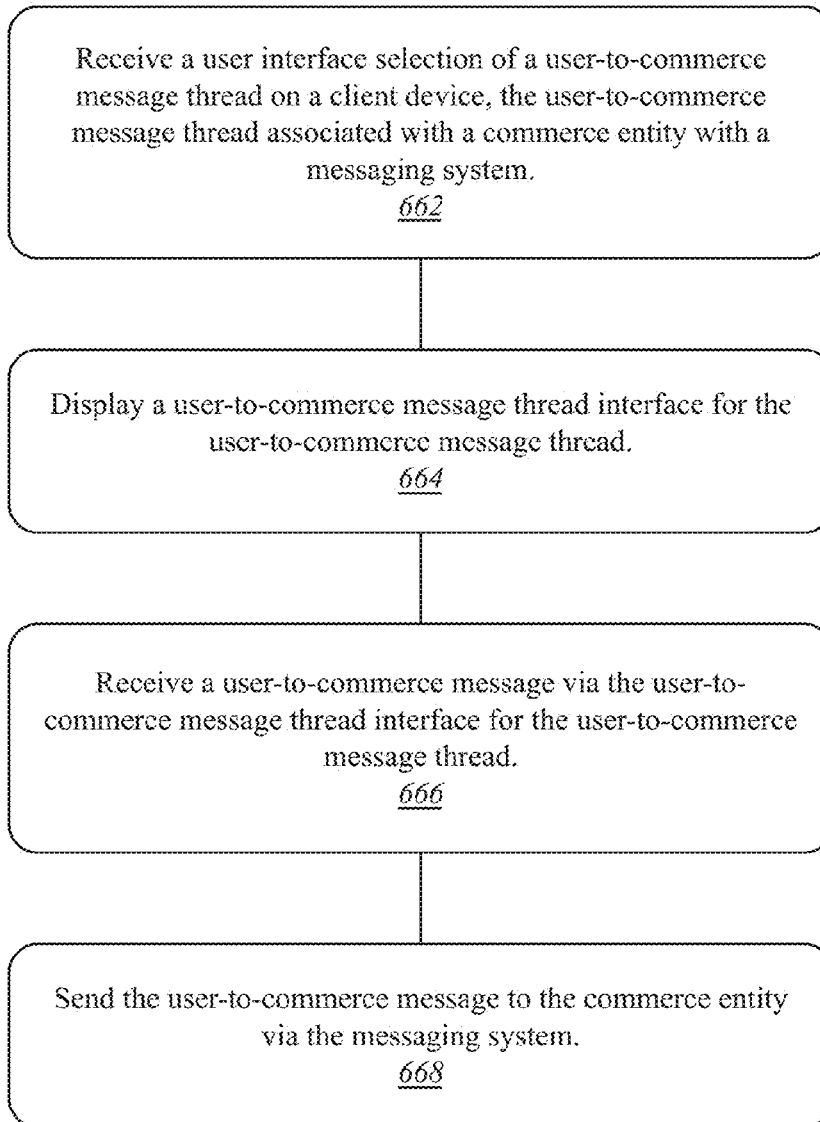 Receive a user interface selection of a user-to-commerce
message thread on a client device, the user-to-commerce
message thread associated with a commerce entity with a
messaging system.
662
Display a user-to-commerce message thread interface for the
user-to-commerce message thread.
664
Receive a user-to-commerce message via the user-to-
commerce message thread interface for the user-to-commerce
message thread.
666
Send the user-to-commerce message to the commerce entity
via the messaging system.
668